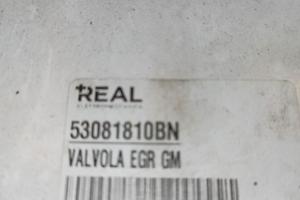 REAL
53081810BN
VALVOLA EGR GM